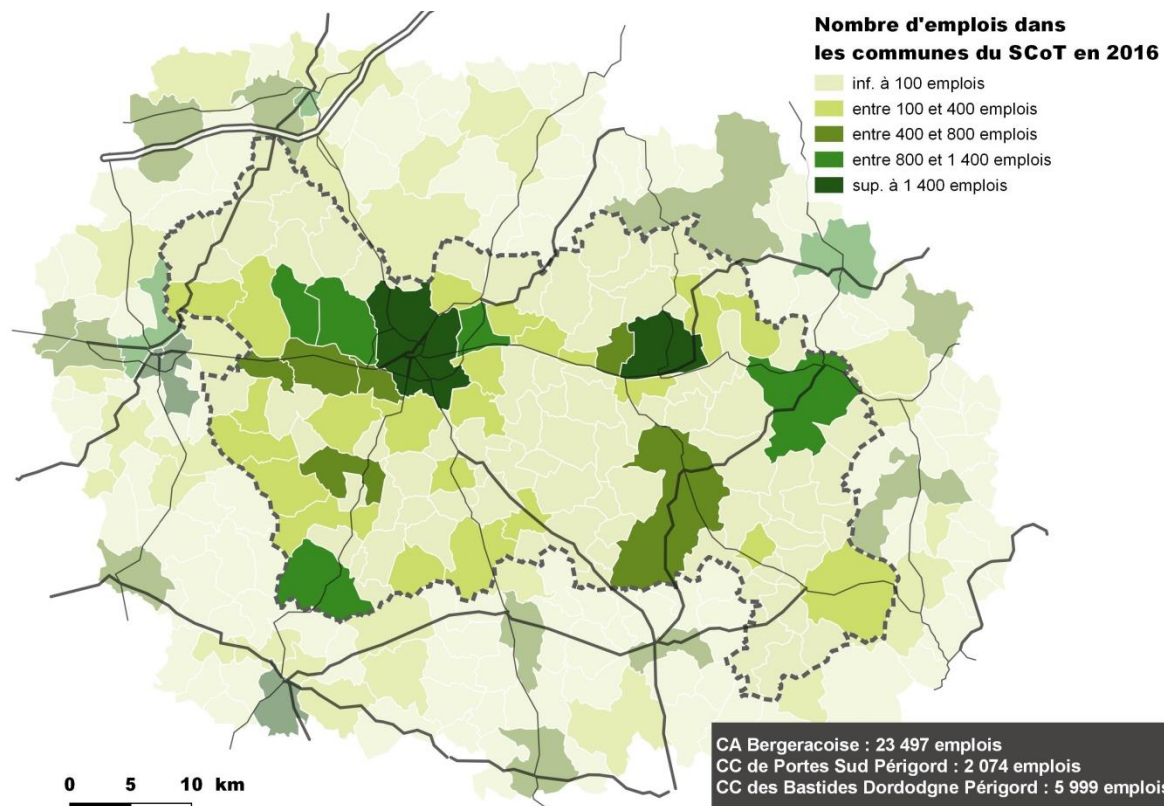 Nombre d'emplois dans
les communes du SCoT en 2016
inf. à 100 emplois
entre 100 et 400 emplois
entre 400 et 800 emplois
entre 800 et 1 400 emplois
sup. à 1 400 emplois
CA Bergeracoise : 23 497 emplois
CC de Portes Sud Périgord : 2 074 emplois
CC des Bastides Dordodgne Périgord : 5 999 emplois
0 5 10 km